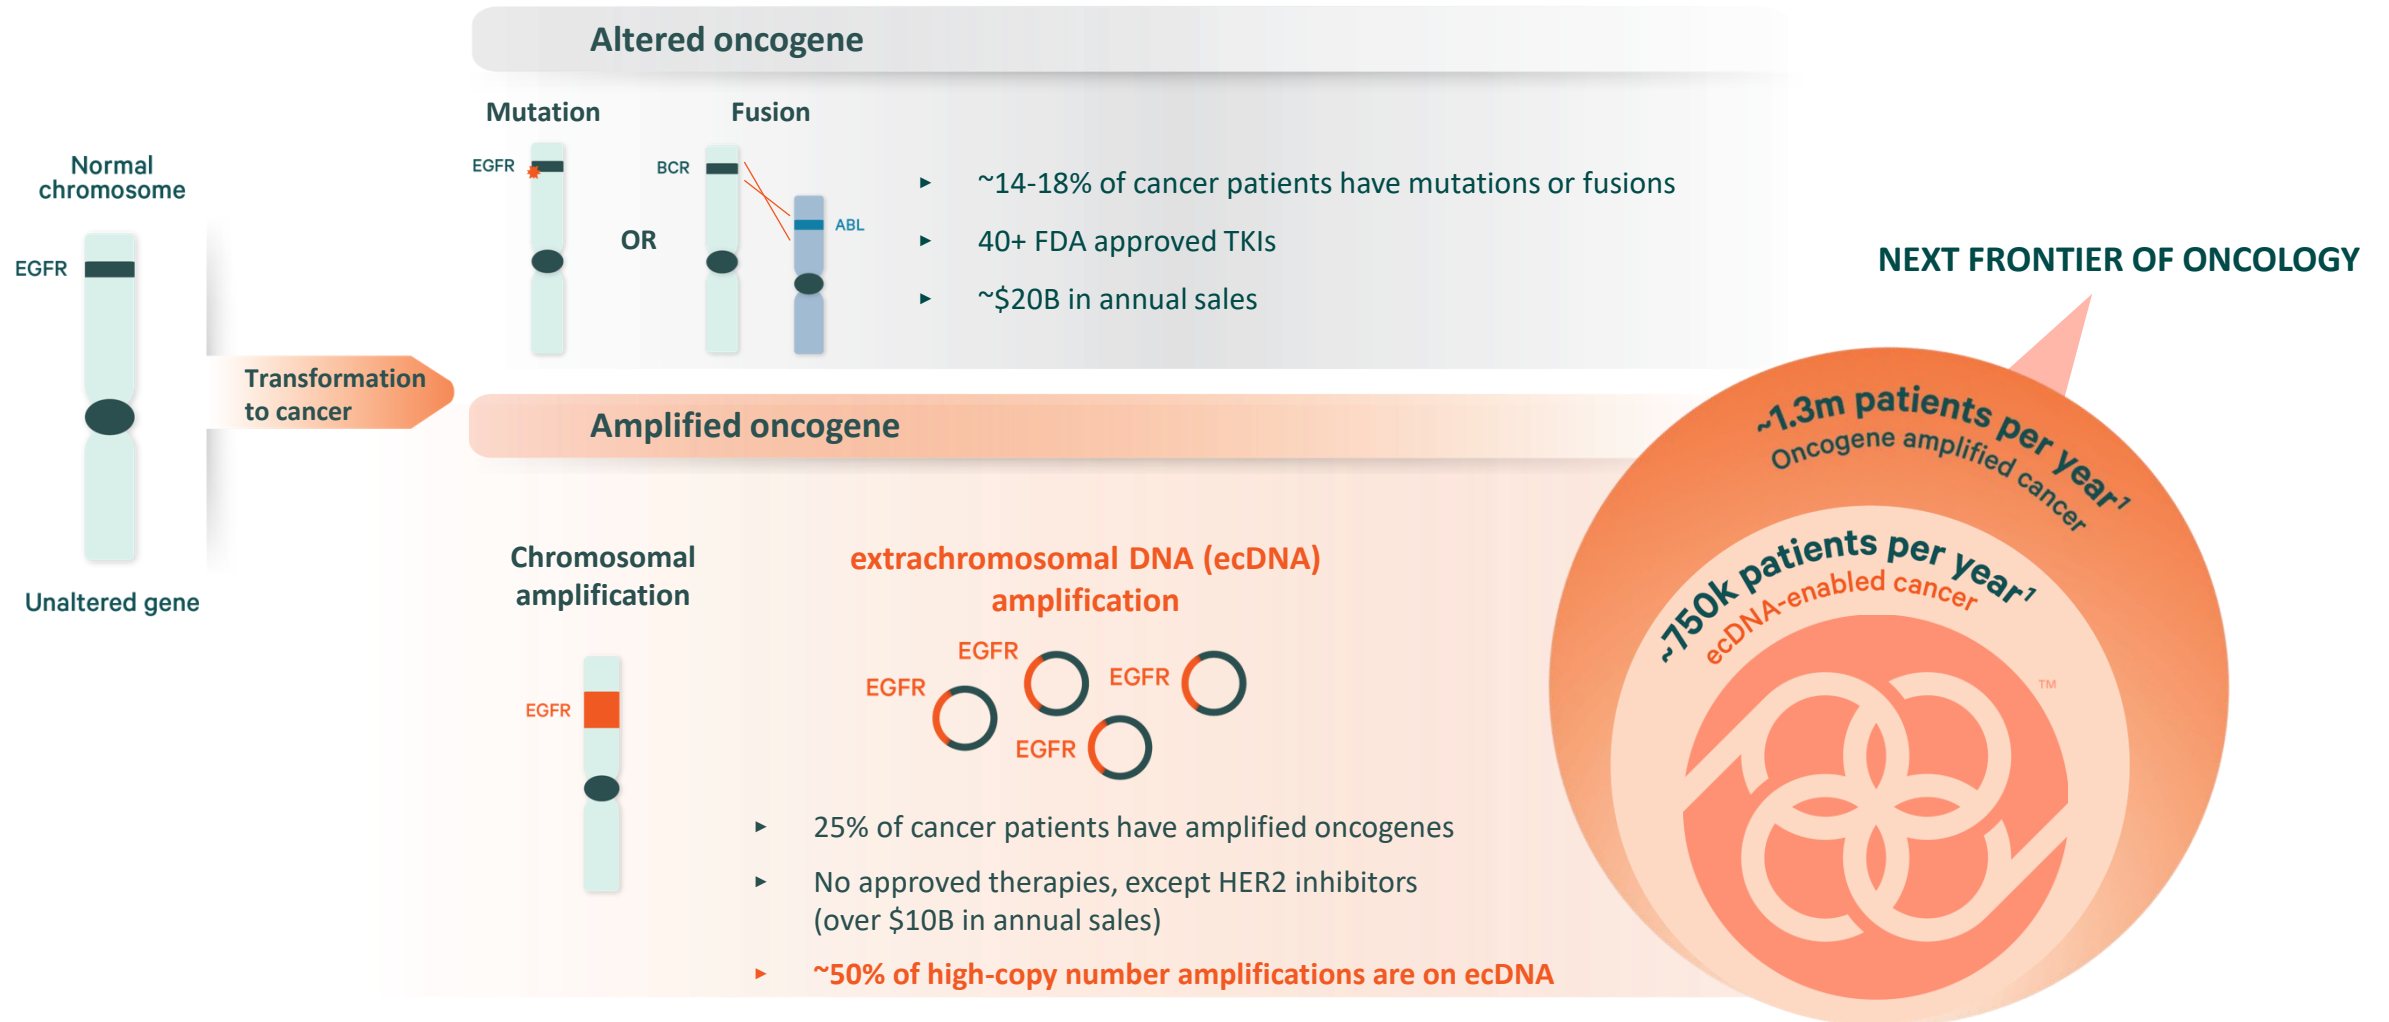 Normal
chromosome
EGFR
Unaltered gene
Transformation
to cancer
Altered oncogene
Mutation
Fusion
EGFR
OR
BCR
ABL
► ~14-18% of cancer patients have mutations or fusions
► 40+ FDA approved TKIs
► ~$20B in annual sales
Amplified oncogene
Chromosomal
amplification
EGFR
extrachromosomal DNA (ecDNA)
amplification
EGFR
EGFR
EGFR
EGFR
► 25% of cancer patients have amplified oncogenes
► No approved therapies, except HER2 inhibitors
(over $10B in annual sales)
► ~50% of high-copy number amplifications are on ecDNA
NEXT FRONTIER OF ONCOLOGY
~1.3m patients per year¹
Oncogene amplified cancer
~750k patients per year¹
ecDNA-enabled cancer
TM